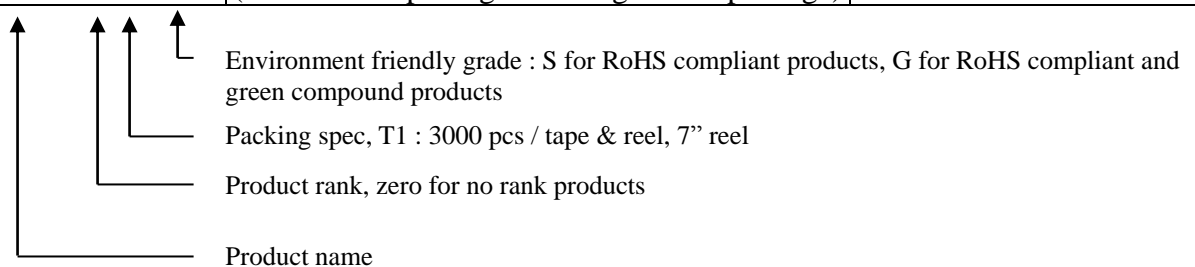 Environment friendly grade : S for RoHS compliant products, G for RoHS compliant and
green compound products
Packing spec, T1 : 3000 pcs / tape & reel, 7” reel
Product rank, zero for no rank products
Product name